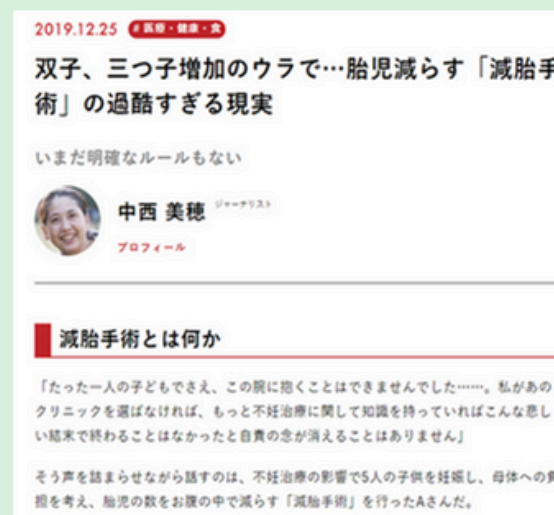 2019.12.25 # 医療・健康・食
双子、三つ子増加のウラで…胎児減らす「減胎手
術」の過酷すぎる現実
いまだ明確なルールもない
中西 美穂 ジャーナリスト
プロフィール
減胎手術とは何か
「たった一人の子どもでさえ、この腕に抱くことはできませんでした……。私があの
クリニックを選ばなければ、もっと不妊治療に関して知識を持っていればこんな悲し
い結末で終わることはなかったと自責の念が消えることはありません」
そう声を詰まらせながら話すのは、不妊治療の影響で5人の子供を妊娠し、母体への負
担を考え、胎児の数をお腹の中で減らす「減胎手術」を行ったAさんだ。